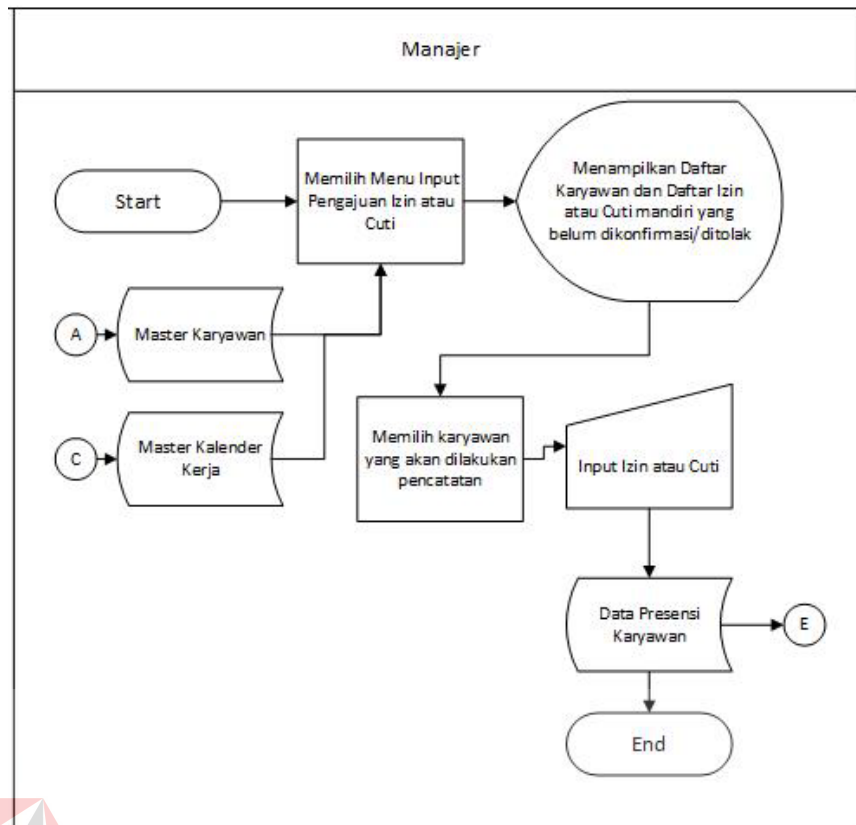 Manajer
Start
Memilih Menu Input
Pengajuan Izin atau
Cuti
Menampilkan Daftar
Karyawan dan Daftar Izin
atau Cuti mandiri yang
belum dikonfirmasi/ditolak
A
Master Karyawan
C
Master Kalender
Kerja
Memilih karyawan
yang akan dilakukan
pencatatan
Input Izin atau Cuti
Data Presensi
Karyawan
E
End